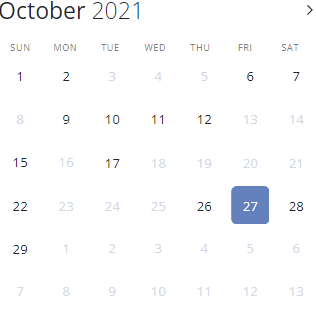 October 2021
SUN MON TUE WED THU FRI SAT
1 2 3 4 5 6 7
8 9 10 11 12 13 14
15 16 17 18 19 20 21
22 23 24 25 26 27 28
29 1 2 3 4 5 6
7 8 9 10 11 12 13